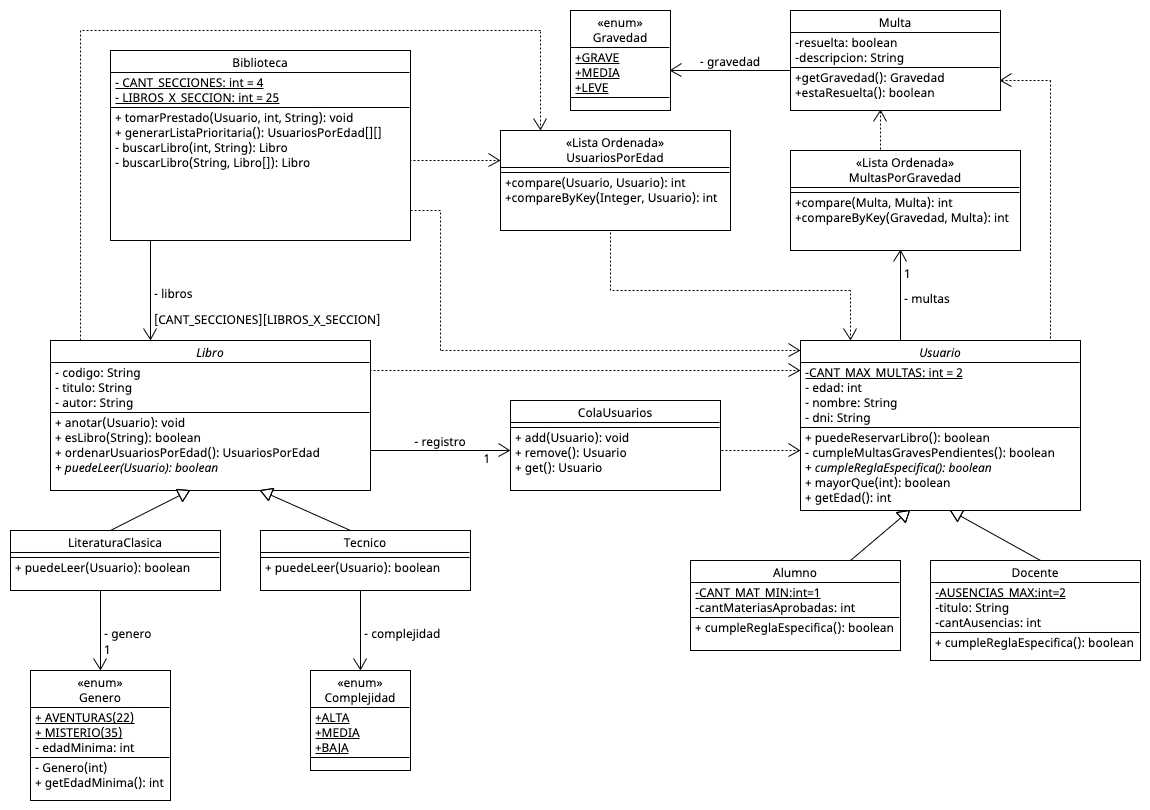 Biblioteca
- CANT_SECCIONES: int = 4
- LIBROS_X_SECCION: int = 25
+ tomarPrestado(Usuario, int, String): void
+ generarListaPrioritaria(): UsuariosPorEdad[][]
- buscarLibro(int, String): Libro
- buscarLibro(String, Libro[]): Libro
«enum»
Gravedad
+GRAVE
+MEDIA
+LEVE
- gravedad
Multa
-resuelta: boolean
-descripcion: String
+getGravedad(): Gravedad
+estaResuelta(): boolean
«Lista Ordenada»
UsuariosPorEdad
+compare(Usuario, Usuario): int
+compareByKey(Integer, Usuario): int
«Lista Ordenada»
MultasPorGravedad
+compare(Multa, Multa): int
+compareByKey(Gravedad, Multa): int
1
- multas
- libros
[CANT_SECCIONES][LIBROS_X_SECCION]
Libro
- codigo: String
- titulo: String
- autor: String
+ anotar(Usuario): void
+ esLibro(String): boolean
+ ordenarUsuariosPorEdad(): UsuariosPorEdad
+ puedeLeer(Usuario): boolean
- registro
1
ColaUsuarios
+ add(Usuario): void
+ remove(): Usuario
+ get(): Usuario
Usuario
-CANT_MAX_MULTAS: int = 2
- edad: int
- nombre: String
- dni: String
+ puedeReservarLibro(): boolean
- cumpleMultasGravesPendientes(): boolean
+ cumpleReglaEspecifica(): boolean
+ mayorQue(int): boolean
+ getEdad(): int
LiteraturaClasica
+ puedeLeer(Usuario): boolean
Tecnico
+ puedeLeer(Usuario): boolean
Alumno
-CANT_MAT_MIN:int=1
-cantMateriasAprobadas: int
+ cumpleReglaEspecifica(): boolean
Docente
-AUSENCIAS_MAX:int=2
-titulo: String
-cantAusencias: int
+ cumpleReglaEspecifica(): boolean
- genero
1
- complejidad
«enum»
Genero
+ AVENTURAS(22)
+ MISTERIO(35)
- edadMinima: int
- Genero(int)
+ getEdadMinima(): int
«enum»
Complejidad
+ALTA
+MEDIA
+BAJA